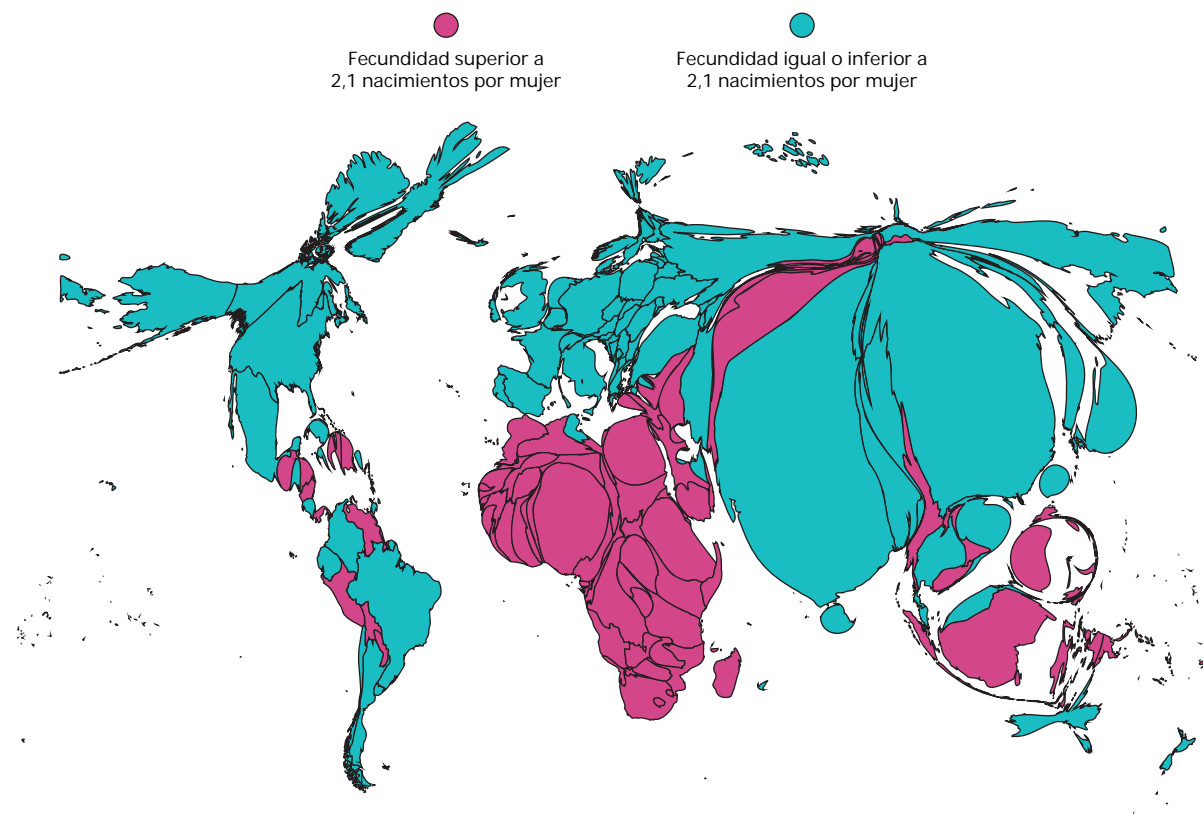 Fecundidad superior a
2,1 nacimientos por mujer
Fecundidad igual o inferior a
2,1 nacimientos por mujer